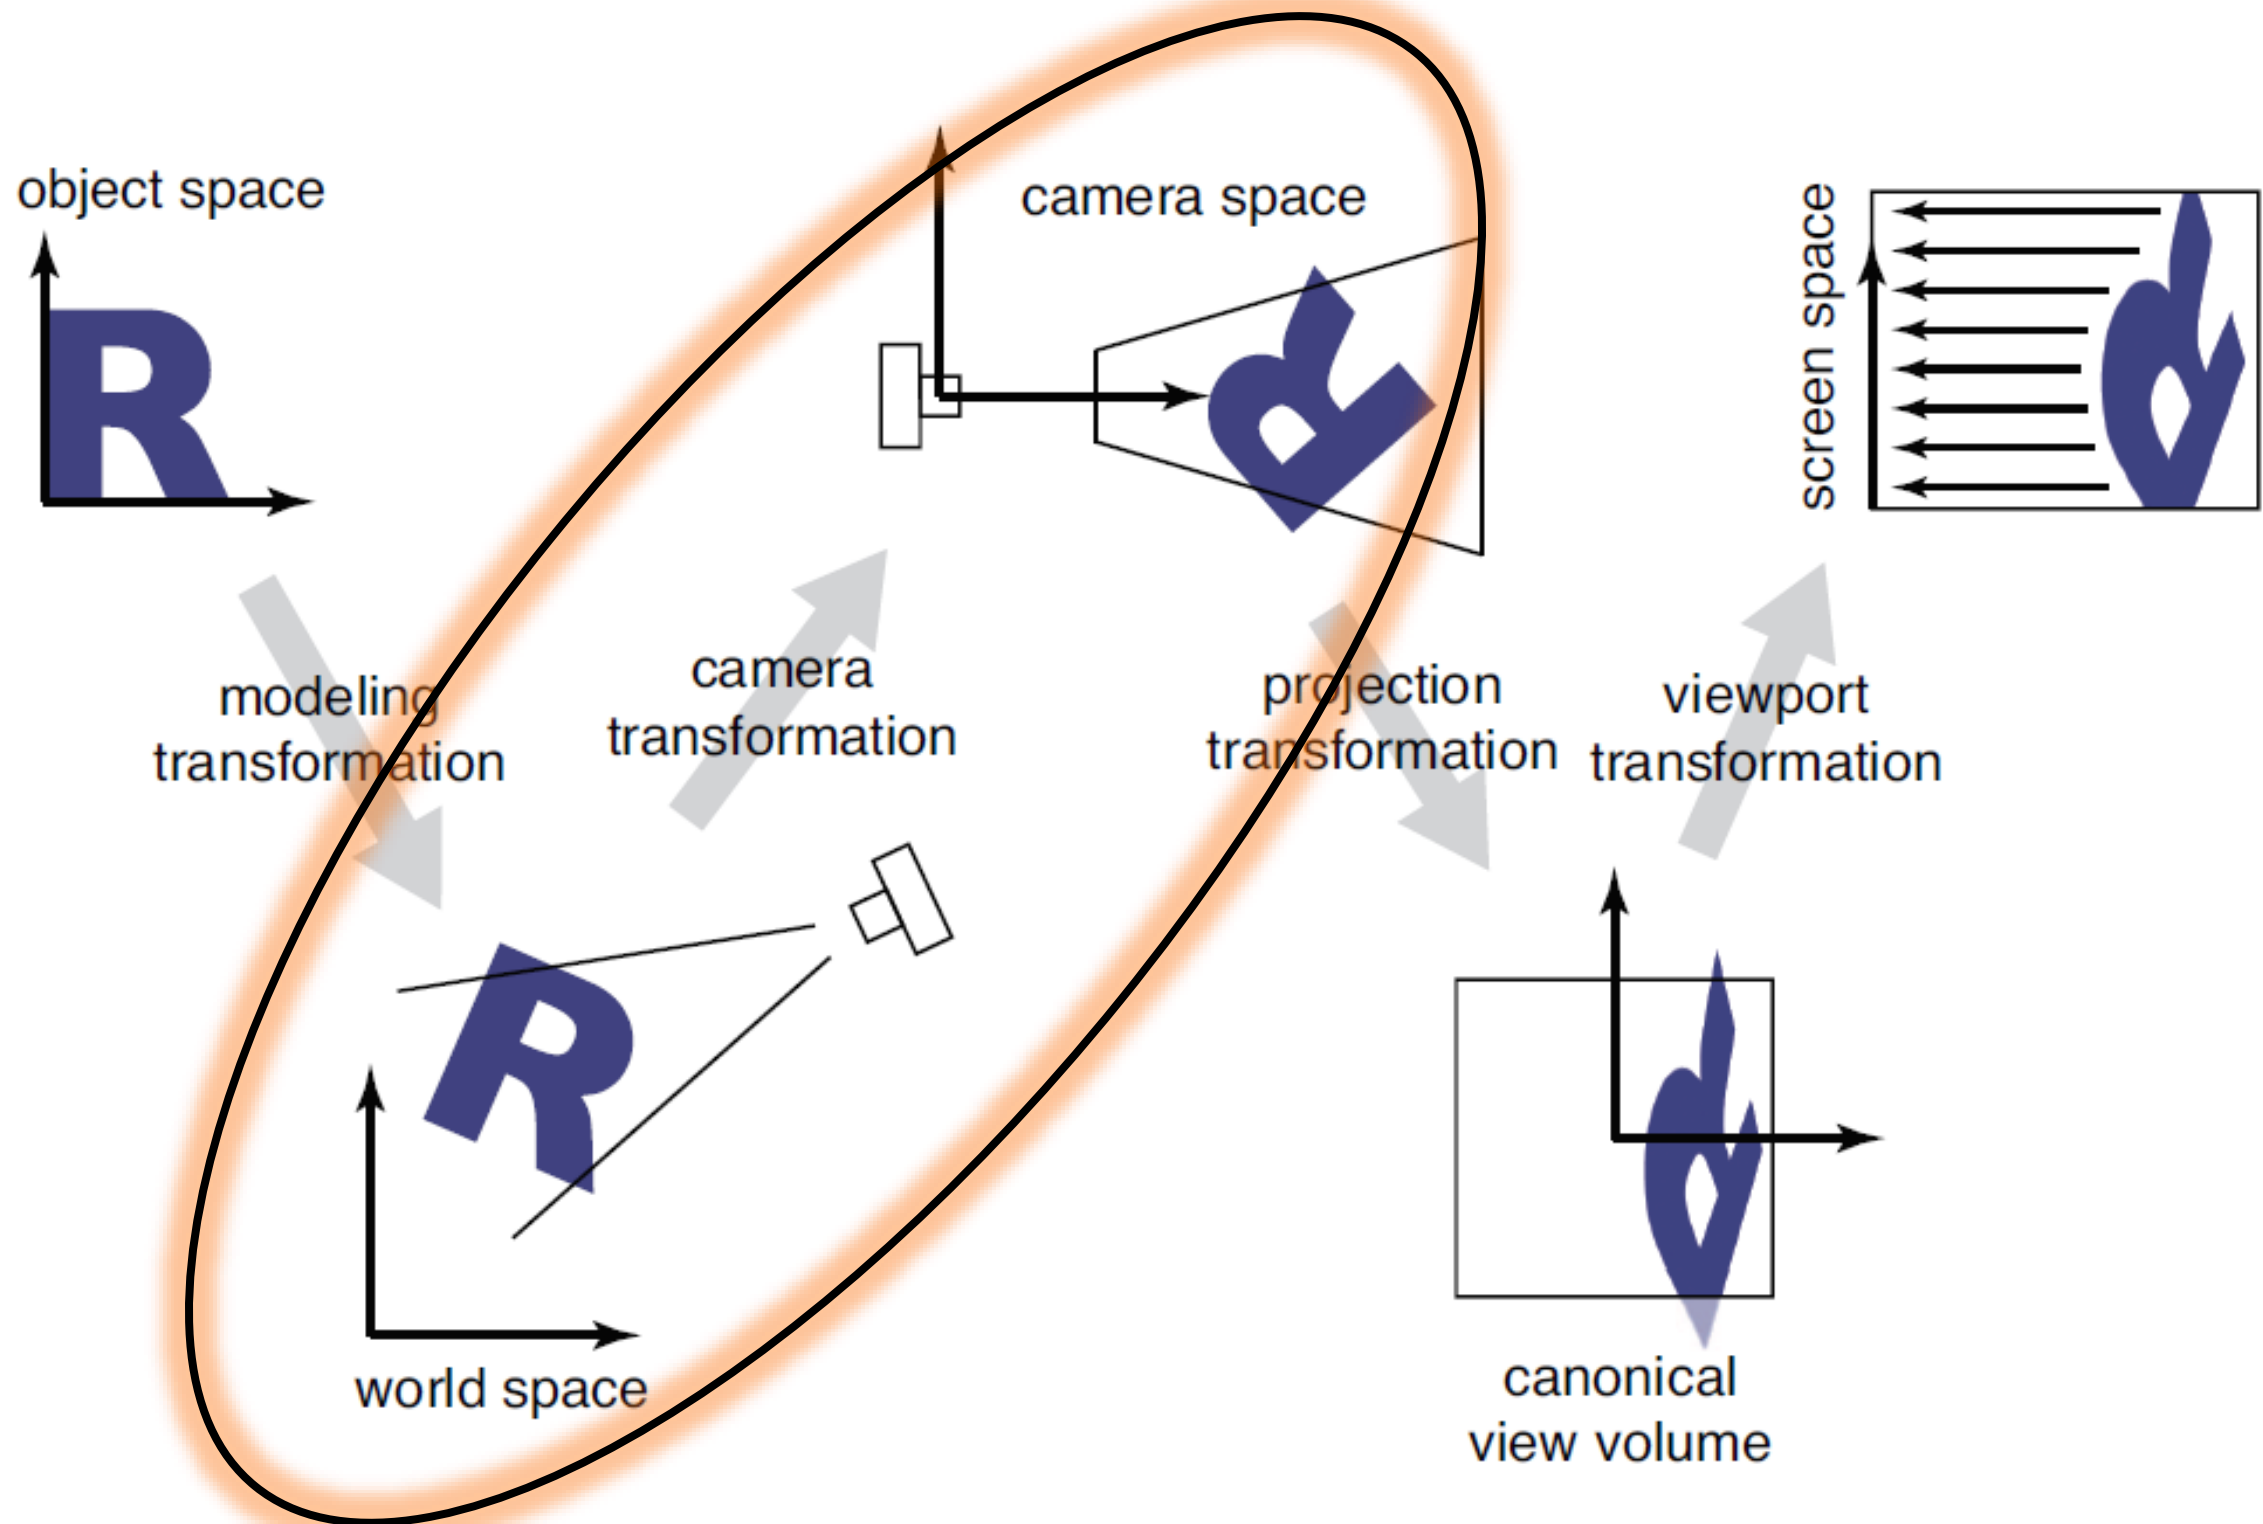 object space
R
modeling
transformation
R
world space
camera
transformation
camera space
R
projection
transformation
canonical
view volume
viewport
transformation
screen space